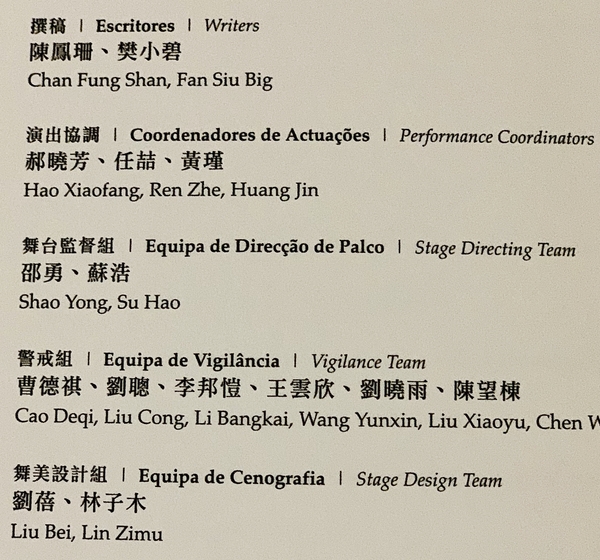 撰稿 | Escritores | Writers
陳鳳珊、樊小碧
Chan Fung Shan, Fan Siu Big
演出協調 | Coordenadores de Actuações | Performance Coordinators
郝曉芳、任喆、黃瑾
Hao Xiaofang, Ren Zhe, Huang Jin
舞台監督組 | Equipa de Direcção de Palco | Stage Directing Team
邵勇、蘇浩
Shao Yong, Su Hao
警戒組 | Equipa de Vigilância | Vigilance Team
曹德祺、劉聰、李邦愷、王雲欣、劉曉雨、陳望棟
Cao Deqi, Liu Cong, Li Bangkai, Wang Yunxin, Liu Xiaoyu, Chen
舞美設計組 | Equipa de Cenografia | Stage Design Team
劉蓓、林子木
Liu Bei, Lin Zimu